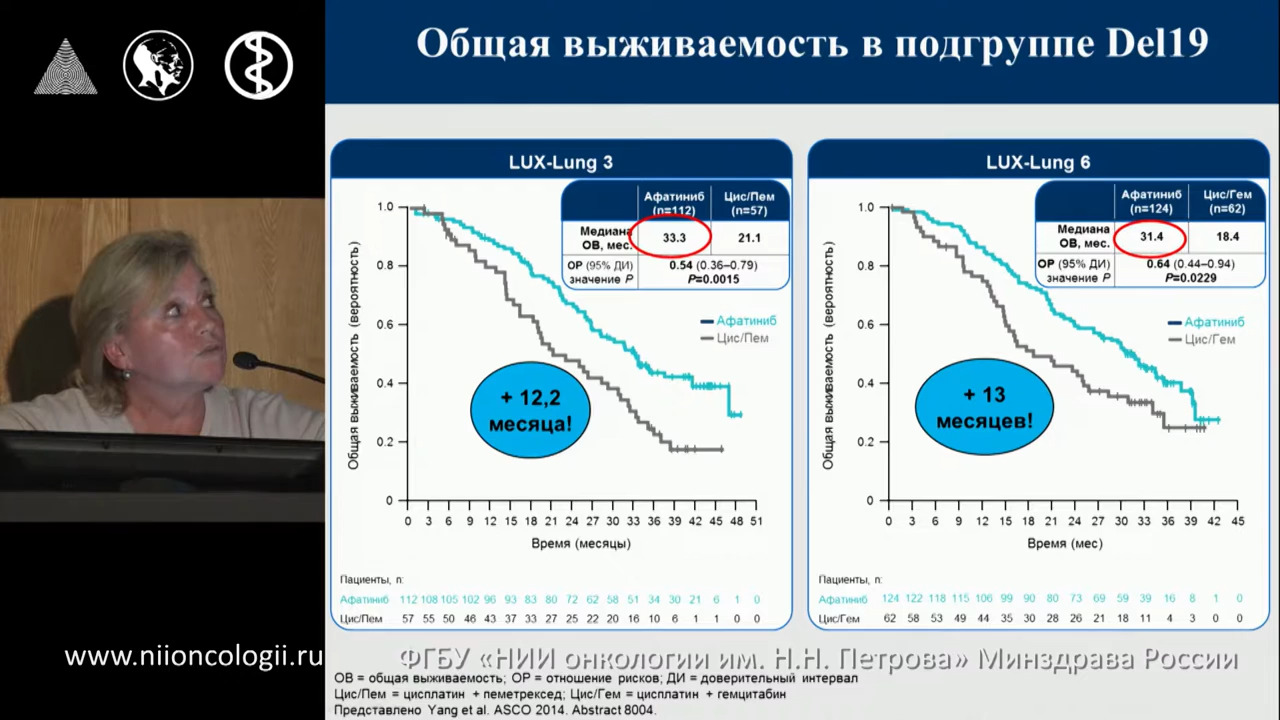 Общая выживаемость в подгруппе Del19
LUX-Lung 3
Афатиниб (n=112)
Цис/Пем (n=57)
Медиана ОВ, мес.
33.3
21.1
ОР (95% ДИ) значение P
0.54 (0.36–0.79)
P=0.0015
Афатиниб
Цис/Пем
+ 12,2
месяца!
Общая выживаемость (вероятность)
1.0
0.8
0.6
0.4
0.2
0
0 3 6 9 12 15 18 21 24 27 30 33 36 39 42 45 48 51
Время (месяцы)
Пациенты, n:
Афатиниб 112 108 105 102 96 93 83 80 72 62 58 51 34 30 21 6 1 0
Цис/Пем 57 55 50 46 43 37 33 27 25 22 20 16 10 6 1 1 0 0
LUX-Lung 6
Афатиниб (n=124)
Цис/Гем (n=62)
Медиана ОВ, мес.
31.4
18.4
ОР (95% ДИ) значение P
0.64 (0.44–0.94)
P=0.0229
Афатиниб
Цис/Гем
+ 13
месяцев!
Общая выживаемость (вероятность)
1.0
0.8
0.6
0.4
0.2
0
0 3 6 9 12 15 18 21 24 27 30 33 36 39 42 45
Время (мес)
Пациенты, n:
Афатиниб 124 122 118 115 106 99 90 80 73 69 59 39 16 8 1 0
Цис/Гем 62 58 53 49 44 35 30 28 26 21 18 11 4 3 0 0
www.niioncologii.ru
ФГБУ «НИИ онкологии им. Н.Н. Петрова» Минздрава России
ОВ = общая выживаемость; ОР = отношение рисков; ДИ = доверительный интервал
Цис/Пем = цисплатин + пеметрексед; Цис/Гем = цисплатин + гемцитабин
Представлено Yang et al. ASCO 2014. Abstract 8004.